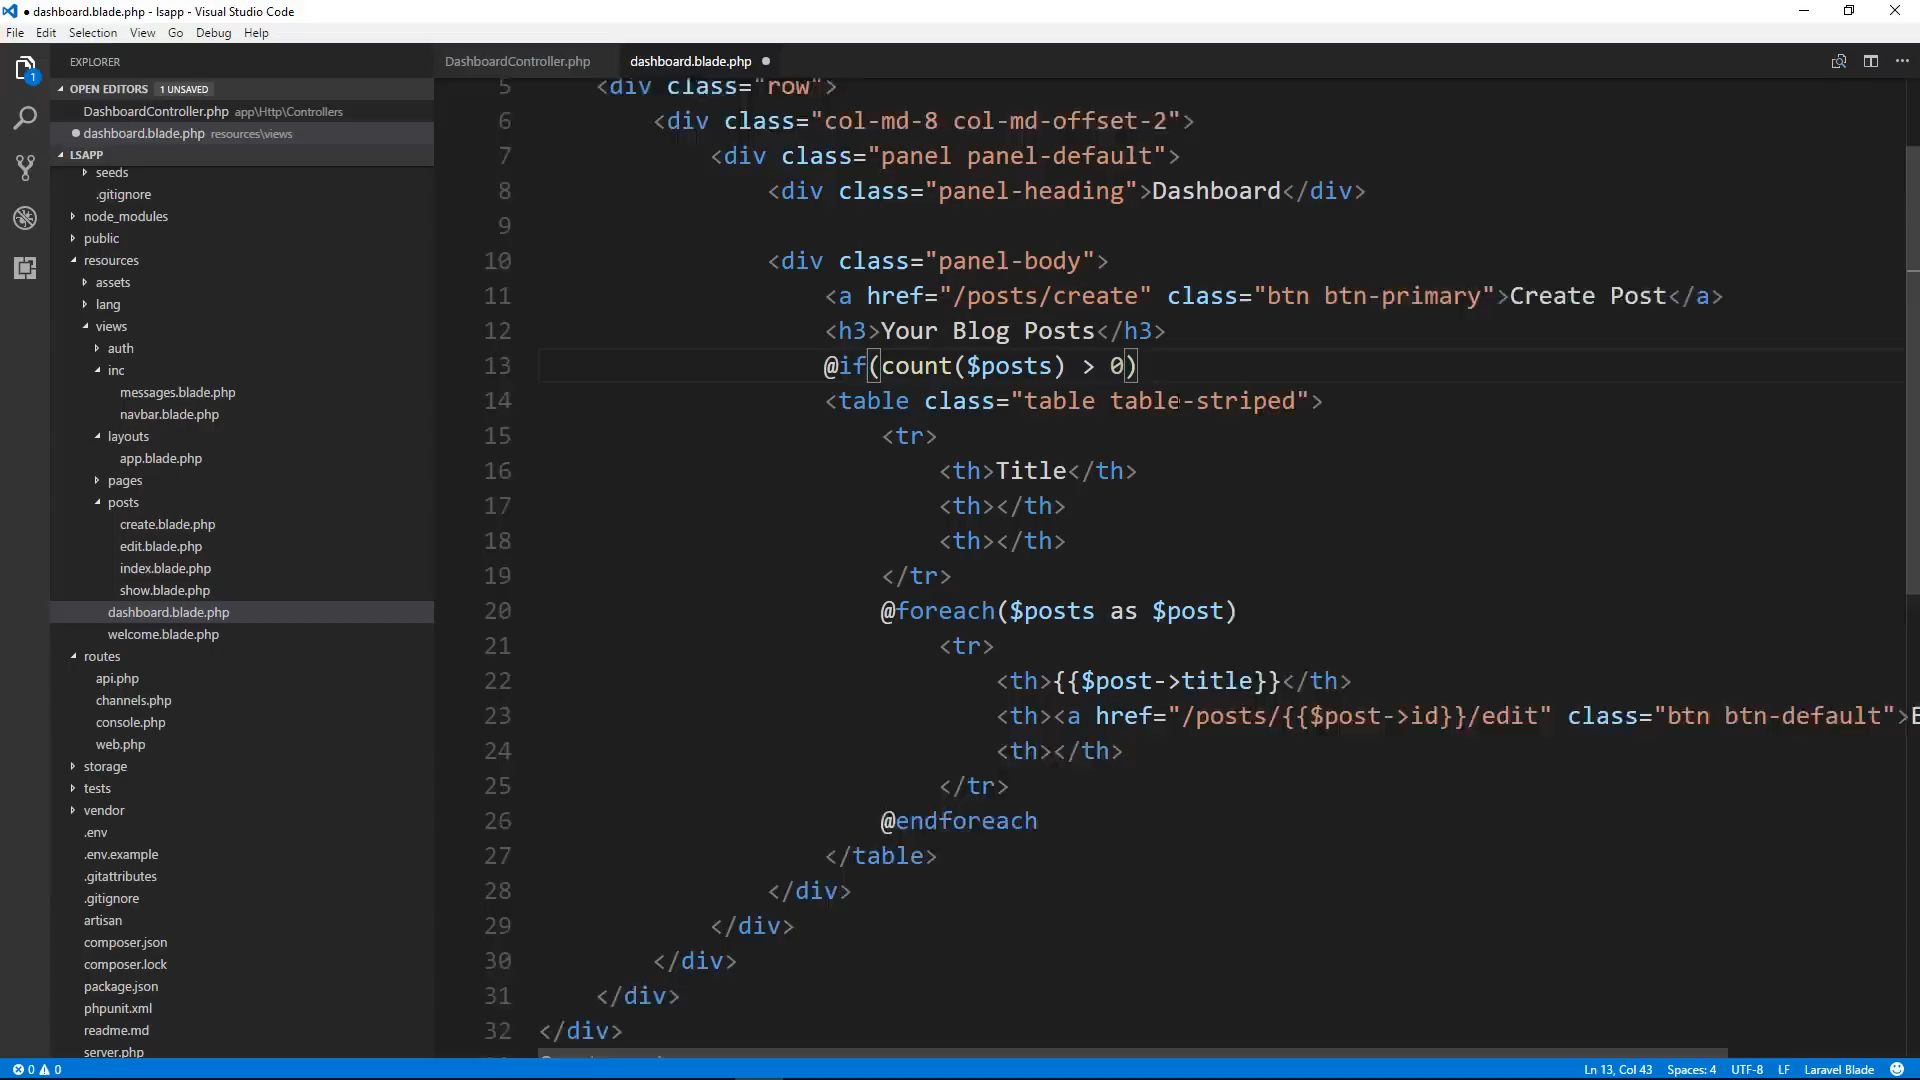 dashboard.blade.php - lsapp - Visual Studio Code
File Edit Selection View Go Debug Help
EXPLORER
OPEN EDITORS 1 UNSAVED
DashboardController.php app\Http\Controllers
dashboard.blade.php resources\views
LSAPP
seeds
.gitignore
node_modules
public
resources
assets
lang
views
auth
inc
messages.blade.php
navbar.blade.php
layouts
app.blade.php
pages
posts
create.blade.php
edit.blade.php
index.blade.php
show.blade.php
dashboard.blade.php
welcome.blade.php
routes
api.php
channels.php
console.php
web.php
storage
tests
vendor
.env
.env.example
.gitattributes
.gitignore
artisan
composer.json
composer.lock
package.json
phpunit.xml
readme.md
server.php
1
DashboardController.php dashboard.blade.php
5 <div class="row">
6 <div class="col-md-8 col-md-offset-2">
7 <div class="panel panel-default">
8 <div class="panel-heading">Dashboard</div>
9
10 <div class="panel-body">
11 <a href="/posts/create" class="btn btn-primary">Create Post</a>
12 <h3>Your Blog Posts</h3>
13 @if(count($posts) > 0)
14 <table class="table table-striped">
15 <tr>
16 <th>Title</th>
17 <th></th>
18 <th></th>
19 </tr>
20 @foreach($posts as $post)
21 <tr>
22 <th>{{$post->title}}</th>
23 <th><a href="/posts/{{$post->id}}/edit" class="btn btn-default">E
24 <th></th>
25 </tr>
26 @endforeach
27 </table>
28 </div>
29 </div>
30 </div>
31 </div>
32 </div>
0 0 Ln 13, Col 43 Spaces: 4 UTF-8 LF Laravel Blade